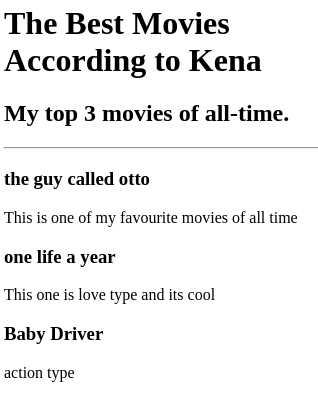 The Best Movies
According to Kena
My top 3 movies of all-time.
the guy called otto
This is one of my favourite movies of all time
one life a year
This one is love type and its cool
Baby Driver
action type